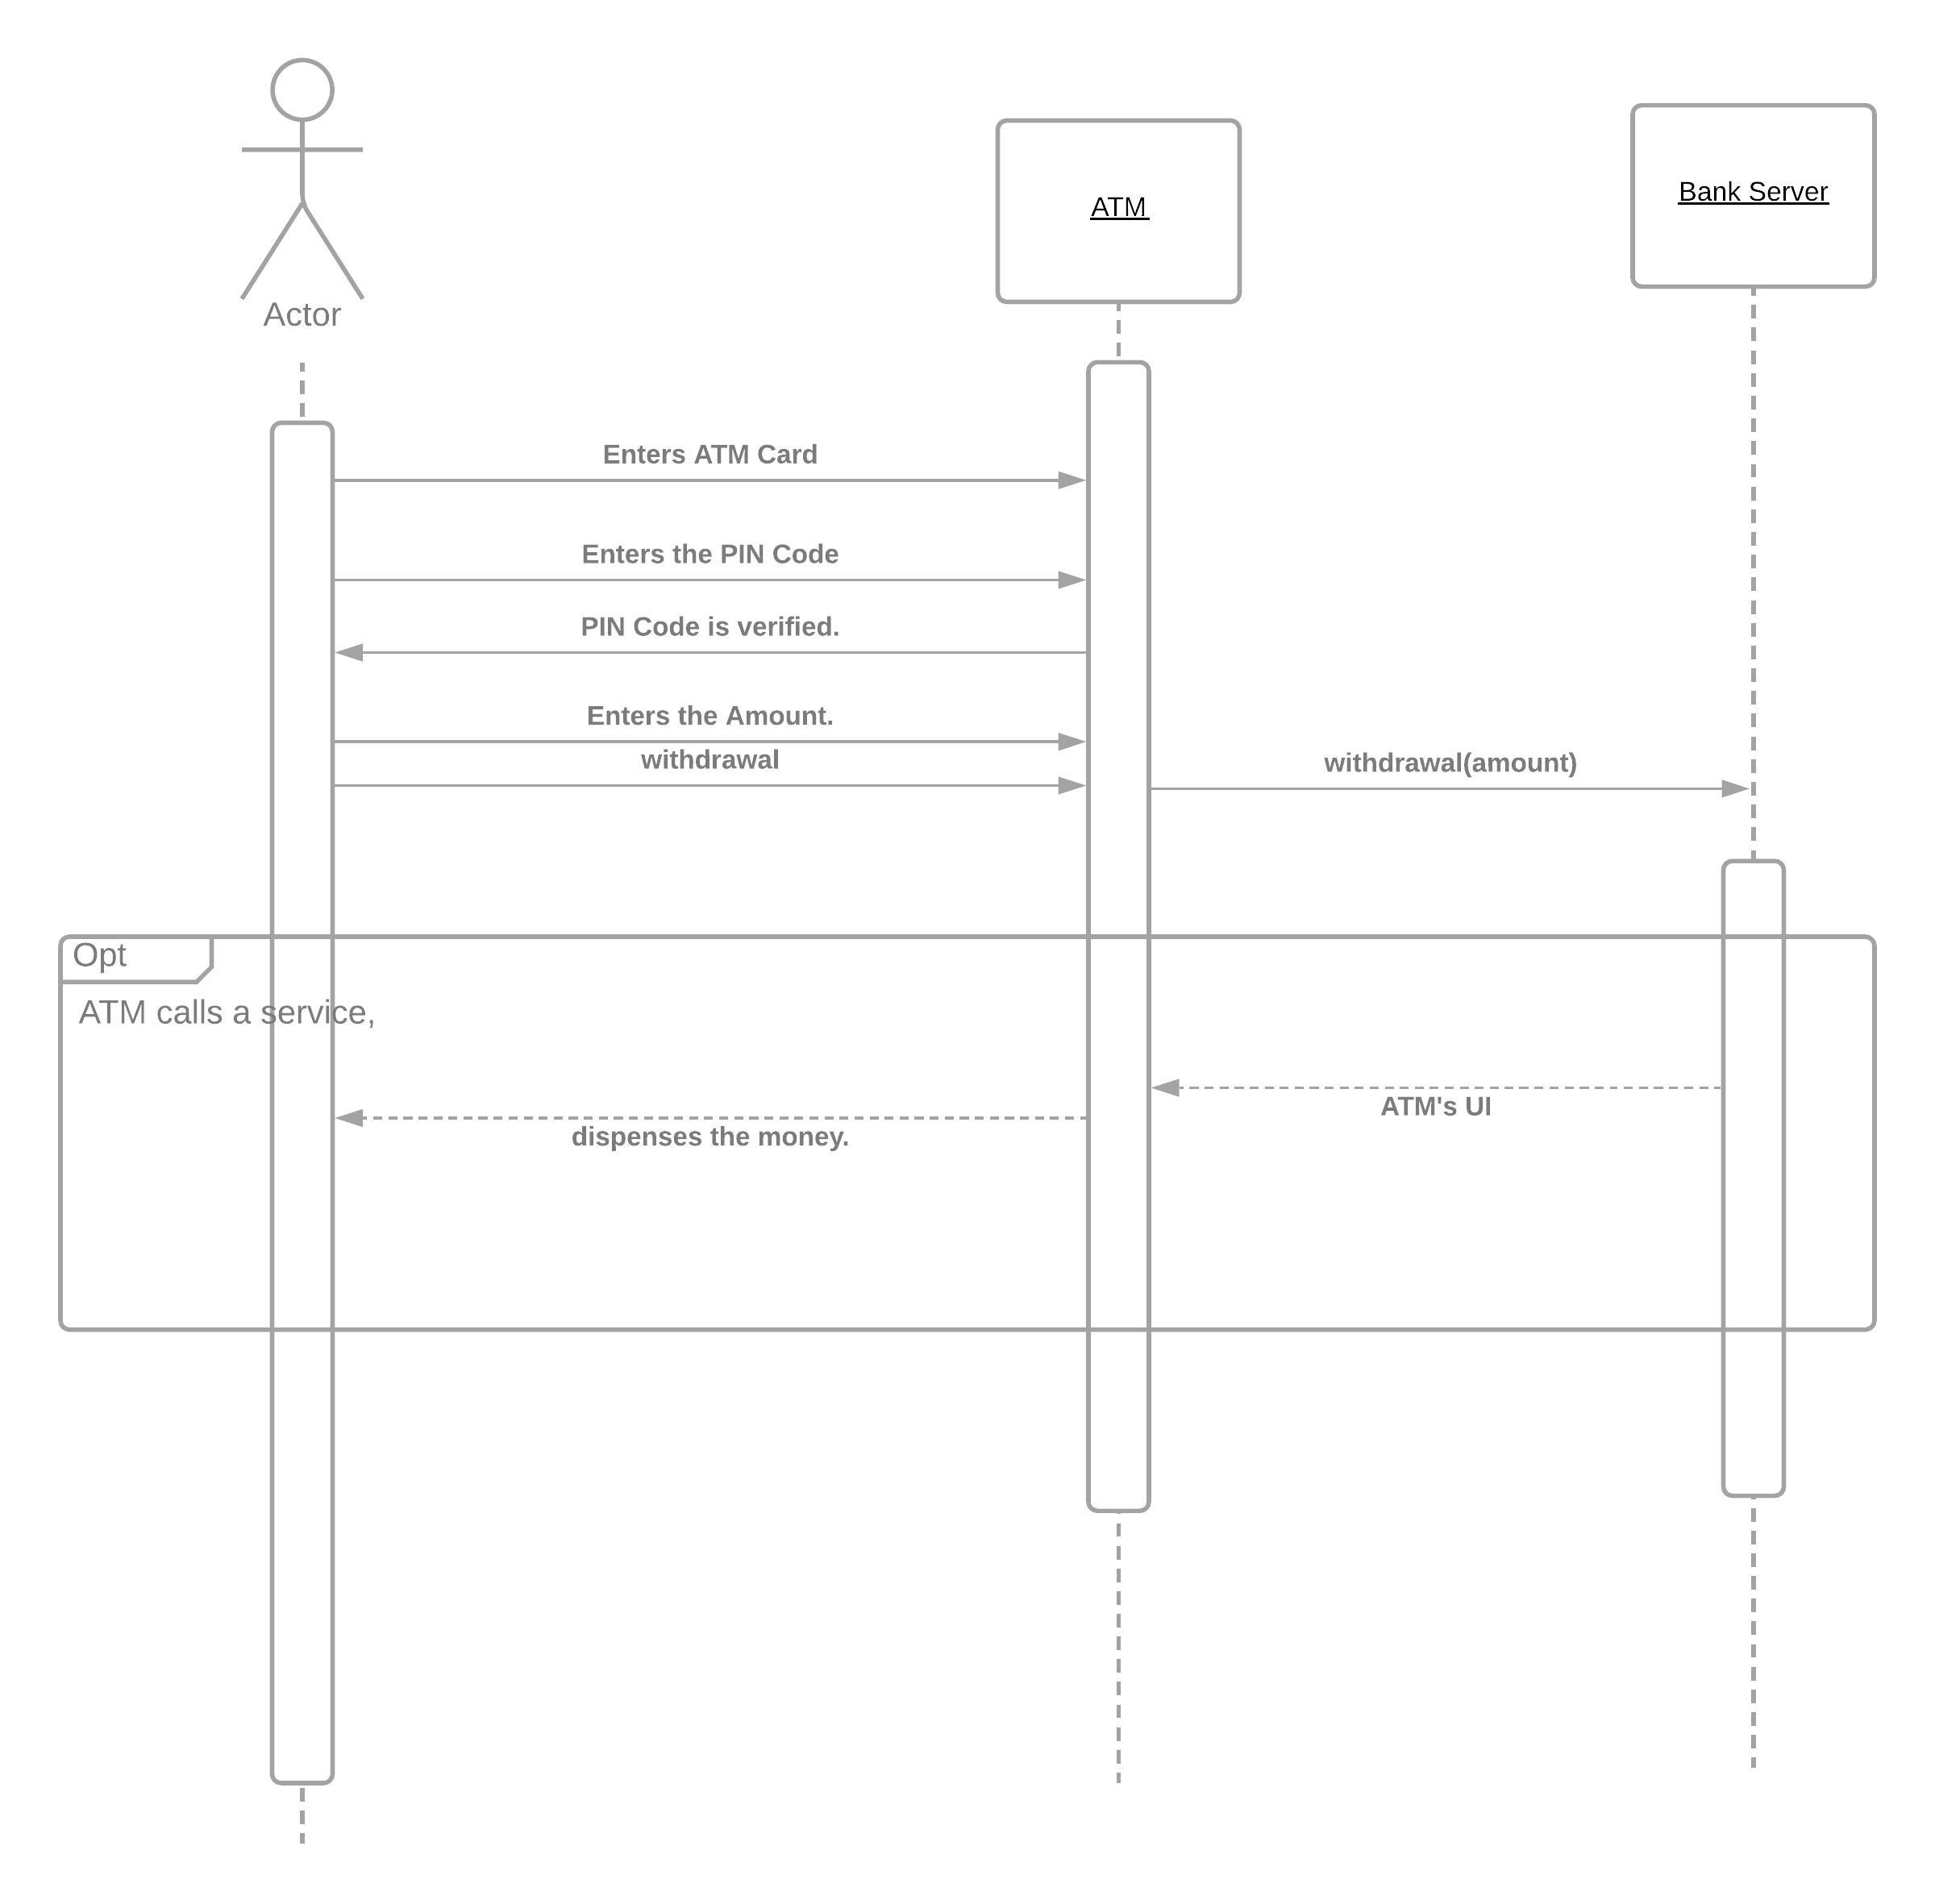 Actor
ATM
Bank Server
Enters ATM Card
Enters the PIN Code
PIN Code is verified.
Enters the Amount.
withdrawal
withdrawal(amount)
Opt
ATM calls a service,
ATM's UI
dispenses the money.